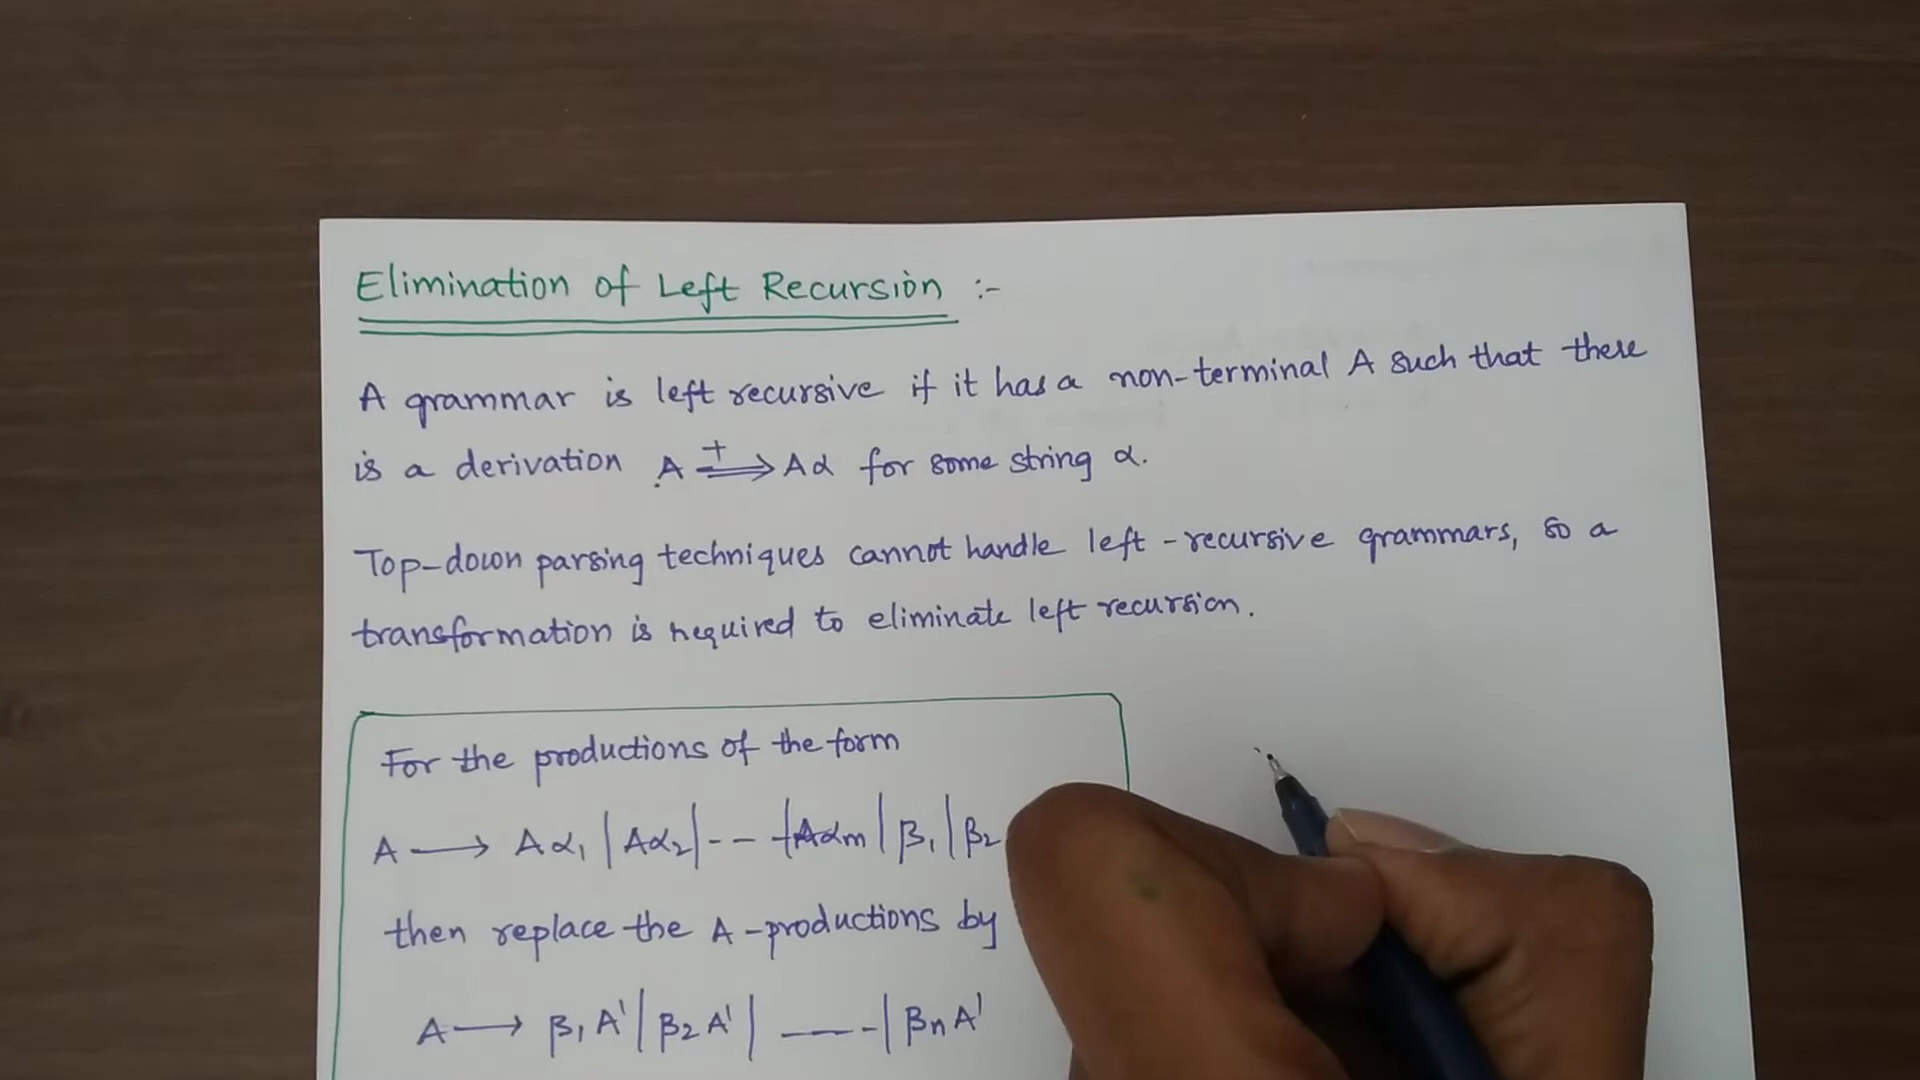 Elimination of Left Recursion :-
A grammar is left recursive if it has a non-terminal A such that there
is a derivation A =+=> Aα for some string α.
Top-down parsing techniques cannot handle left-recursive grammars, so a
transformation is required to eliminate left recursion.
For the productions of the form
A ⟶ Aα₁ | Aα₂ | -- | Aαm | β₁ | β₂
then replace the A-productions by
A ⟶ β₁A' | β₂A' | ---- | βnA'